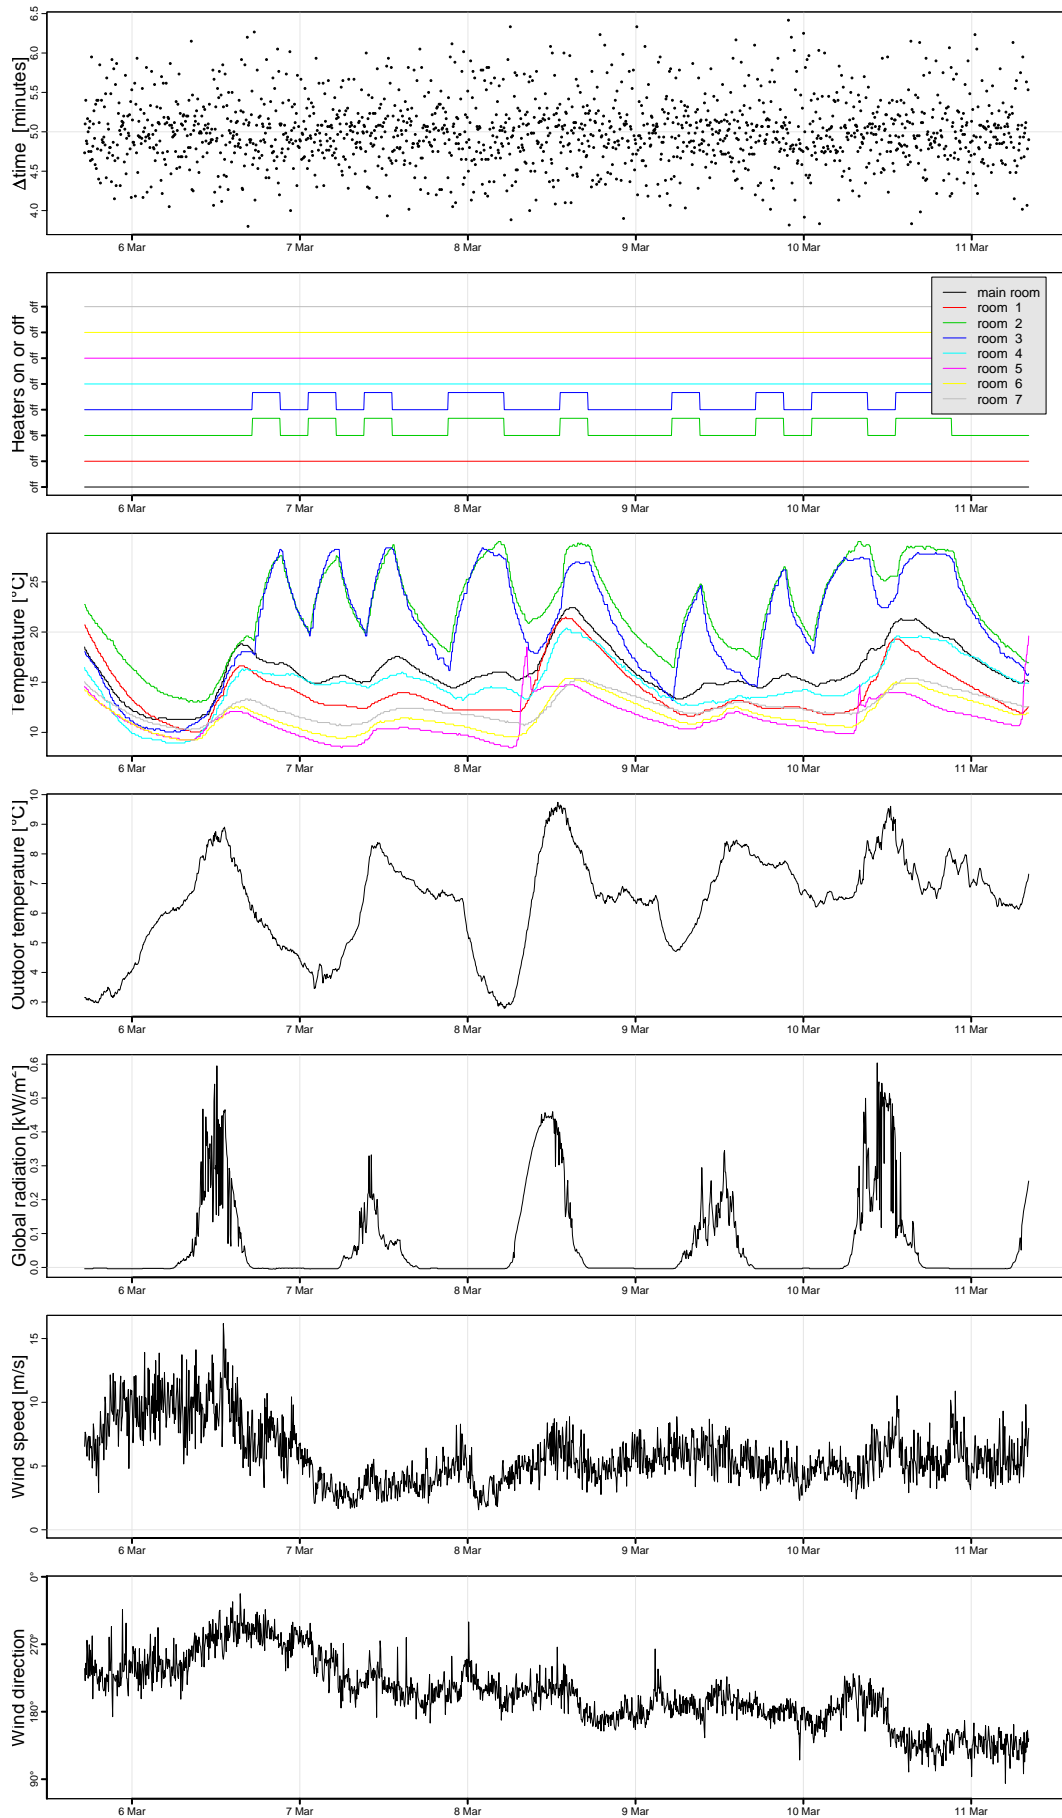 Δtime [minutes]
6.5
6.0
5.5
5.0
4.5
4.0
6 Mar 7 Mar 8 Mar 9 Mar 10 Mar 11 Mar
Heaters on or off
off
off
off
off
off
off
off
off
main room
room 1
room 2
room 3
room 4
room 5
room 6
room 7
6 Mar 7 Mar 8 Mar 9 Mar 10 Mar 11 Mar
Temperature [°C]
25
20
15
10
6 Mar 7 Mar 8 Mar 9 Mar 10 Mar 11 Mar
Outdoor temperature [°C]
10
9
8
7
6
5
4
3
6 Mar 7 Mar 8 Mar 9 Mar 10 Mar 11 Mar
Global radiation [kW/m²]
0.6
0.5
0.4
0.3
0.2
0.1
0.0
6 Mar 7 Mar 8 Mar 9 Mar 10 Mar 11 Mar
Wind speed [m/s]
15
10
5
0
6 Mar 7 Mar 8 Mar 9 Mar 10 Mar 11 Mar
Wind direction
0°
270°
180°
90°
6 Mar 7 Mar 8 Mar 9 Mar 10 Mar 11 Mar